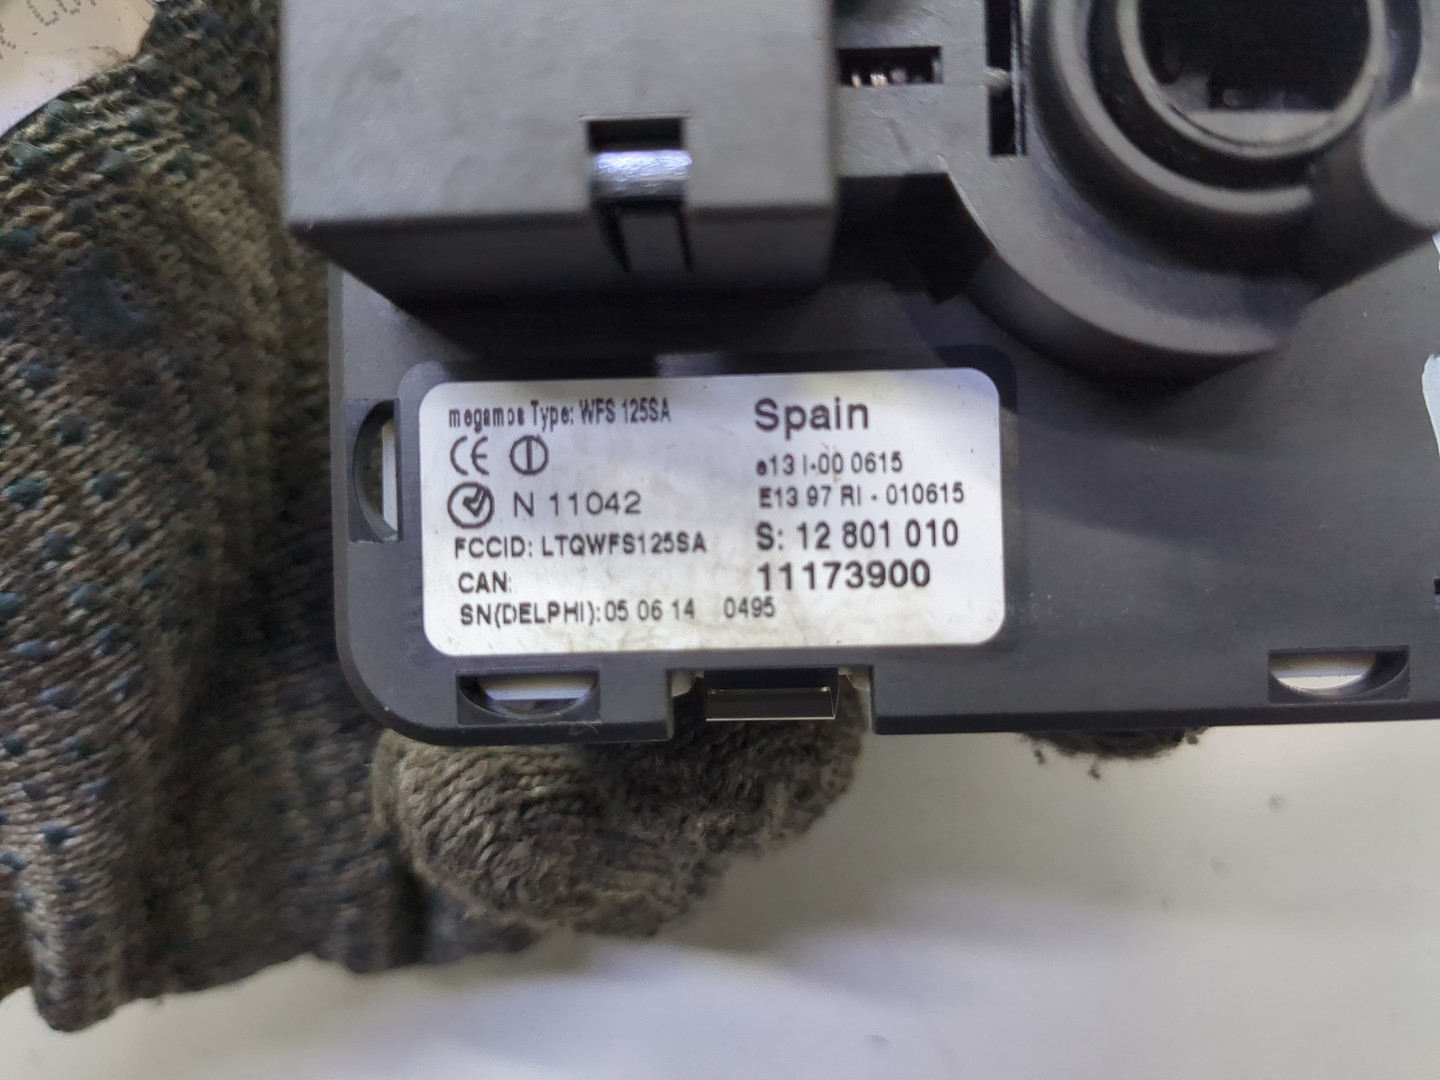 megamos Type: WFS 125SA
CE
N 11042
FCCID: LTQWFS125SA
CAN:
SN(DELPHI): 05 06 14 0495
Spain
e13 I-00 0615
E13 97 RI - 010615
S: 12 801 010
11173900